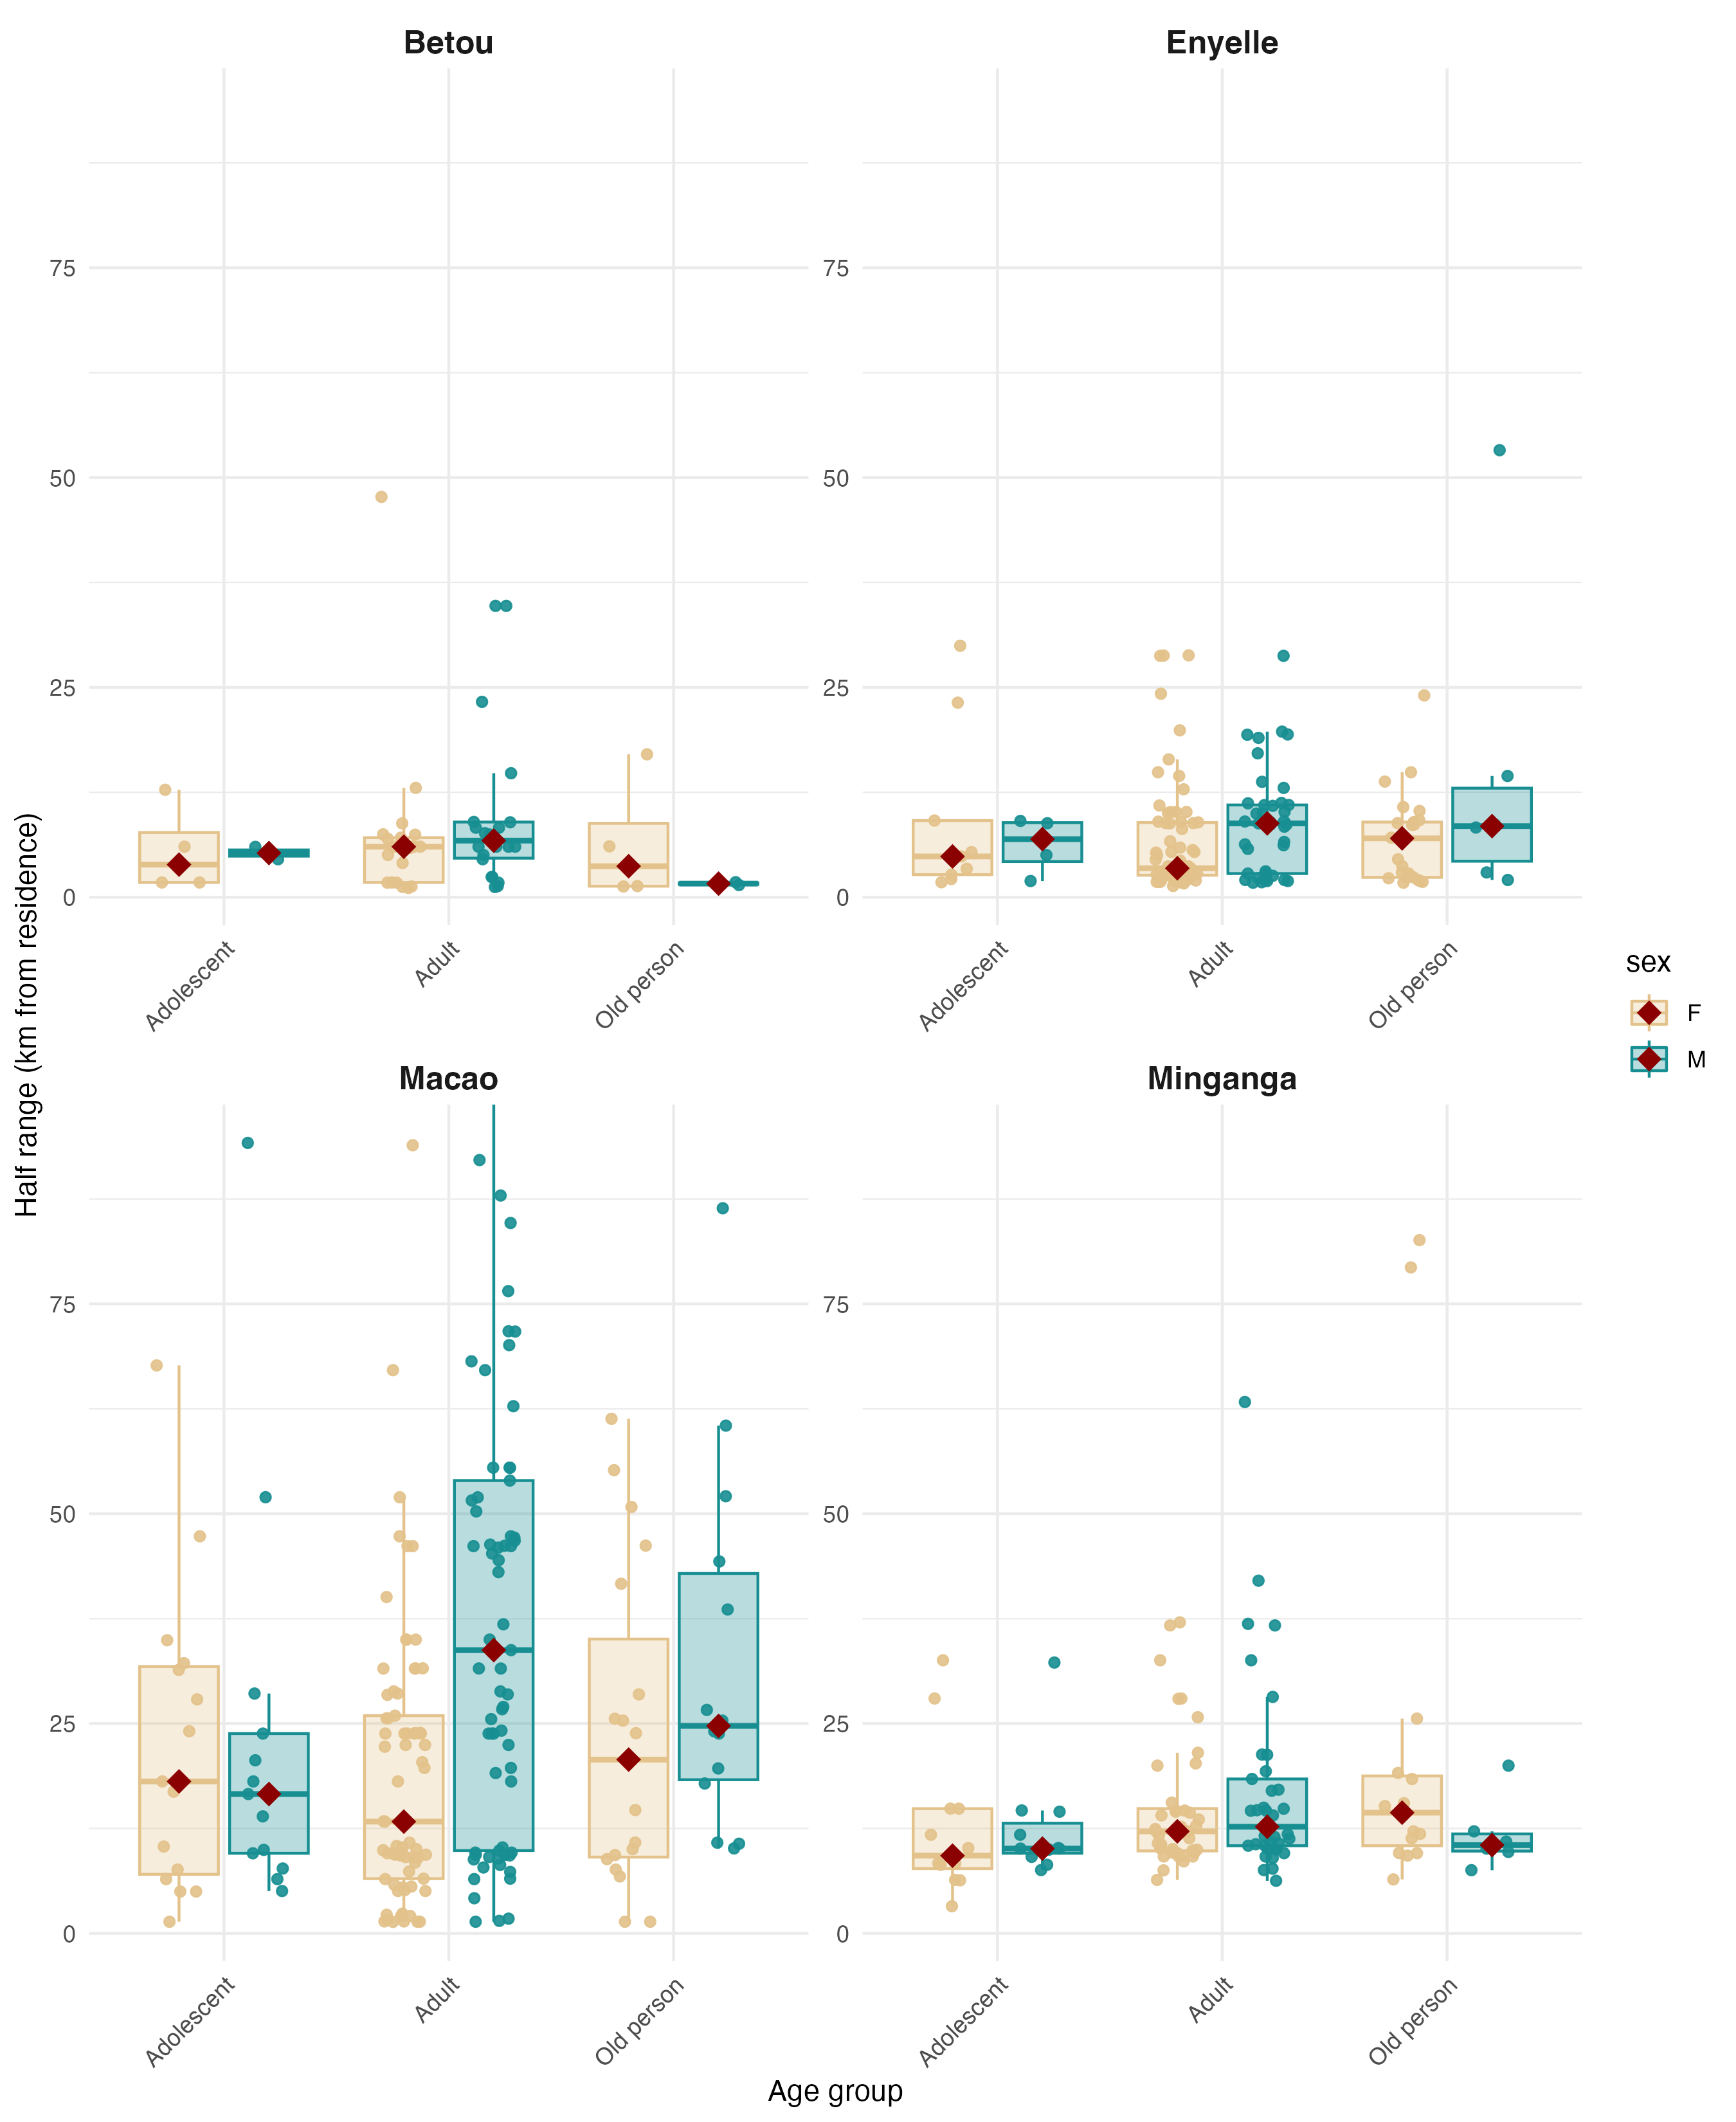 Betou
Enyelle
75
50
25
0
75
50
25
0
Adolescent
Adult
Old person
Adolescent
Adult
Old person
Half range (km from residence)
sex
F
M
Macao
Minganga
75
50
25
0
75
50
25
0
Adolescent
Adult
Old person
Adolescent
Adult
Old person
Age group